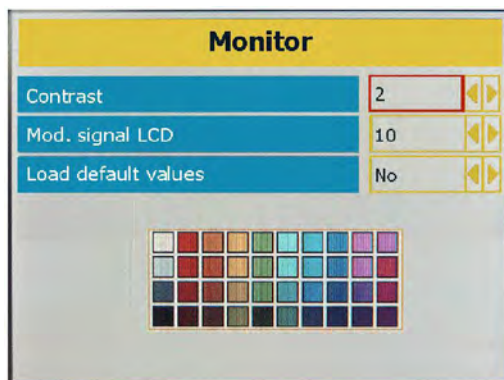 Monitor
Contrast 2
Mod. signal LCD 10
Load default values No